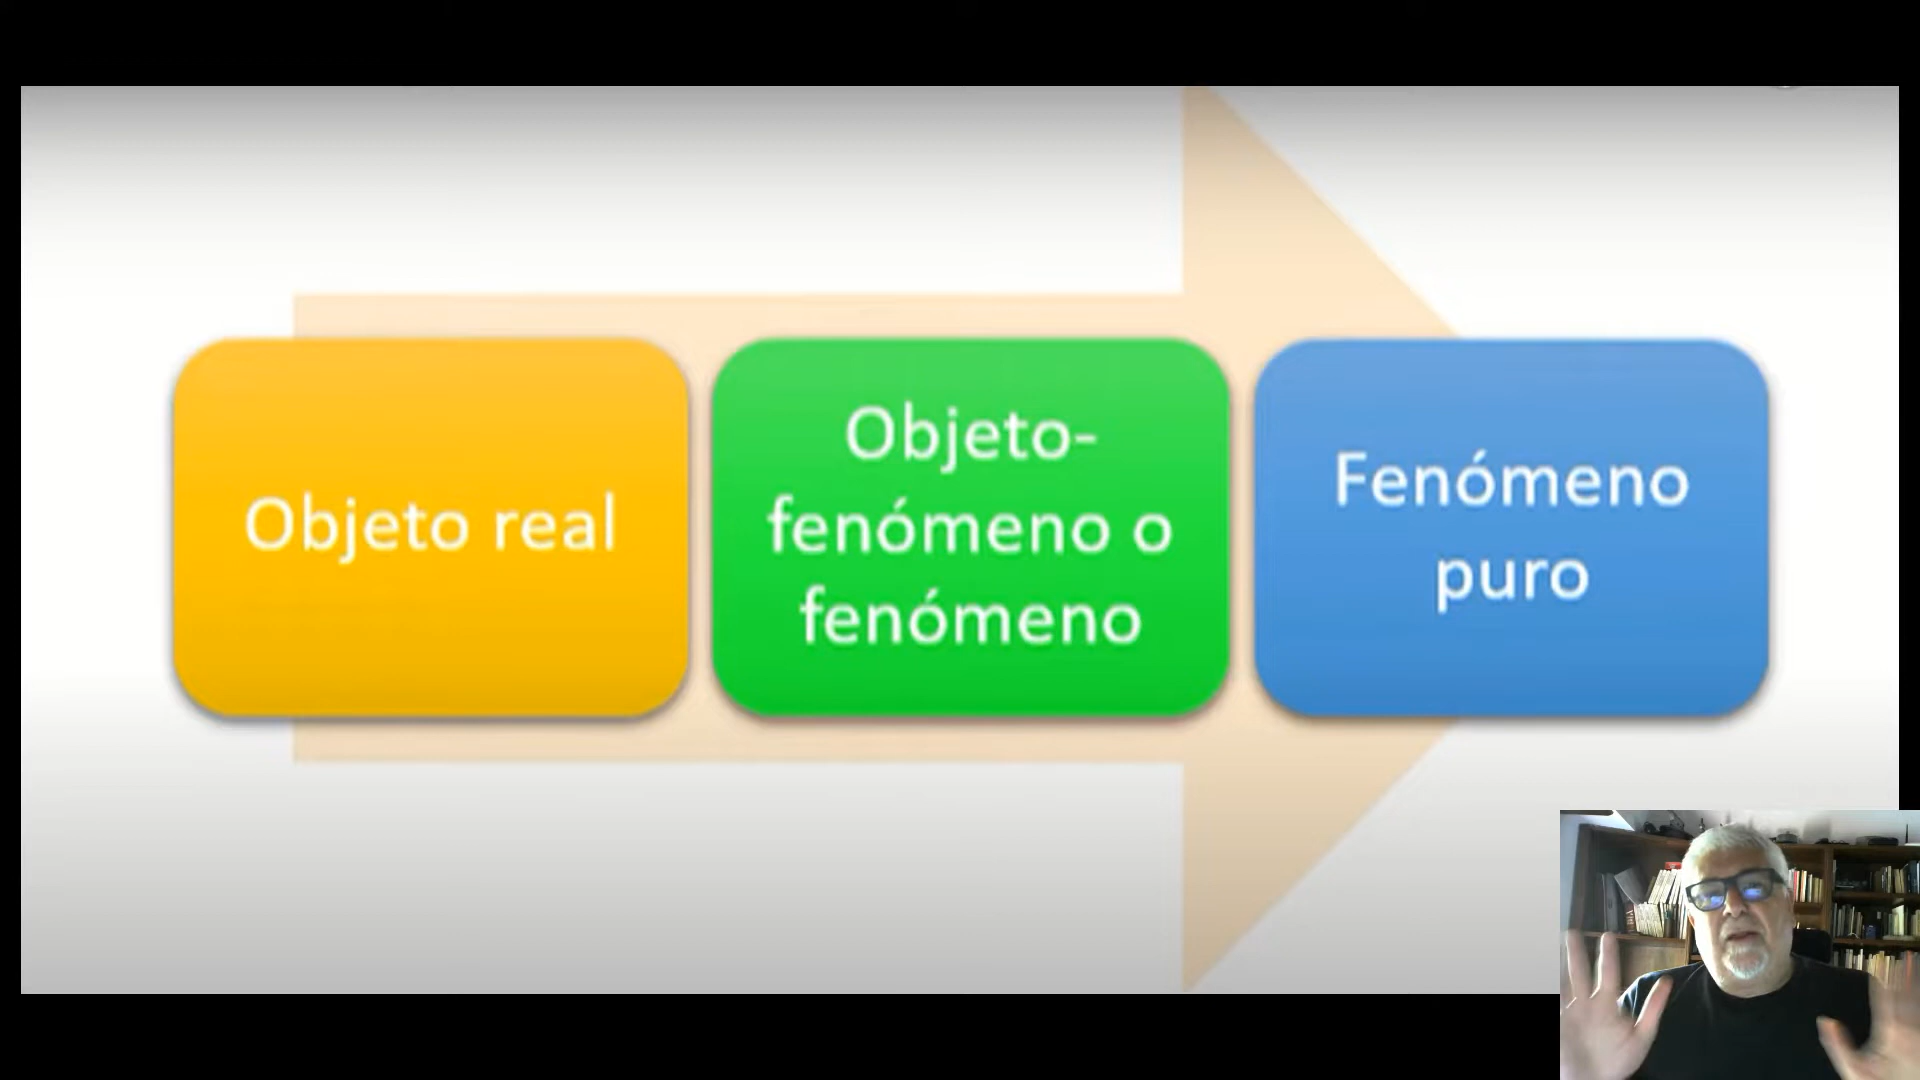 Objeto real
Objeto-
fenómeno o
fenómeno
Fenómeno
puro